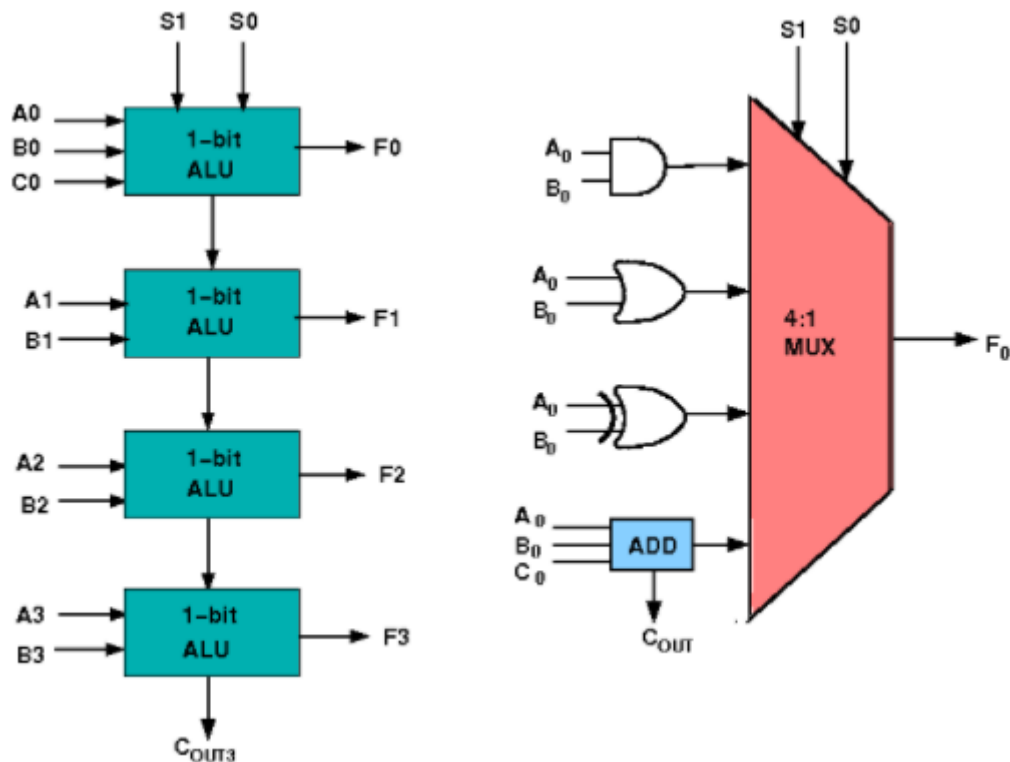 S1 S0
A0
B0
C0
1-bit
ALU
F0
A1
B1
1-bit
ALU
F1
A2
B2
1-bit
ALU
F2
A3
B3
1-bit
ALU
F3
COUT3
S1 S0
A0
B0
A0
B0
A0
B0
A0
B0
C0
ADD
COUT
4:1
MUX
F0